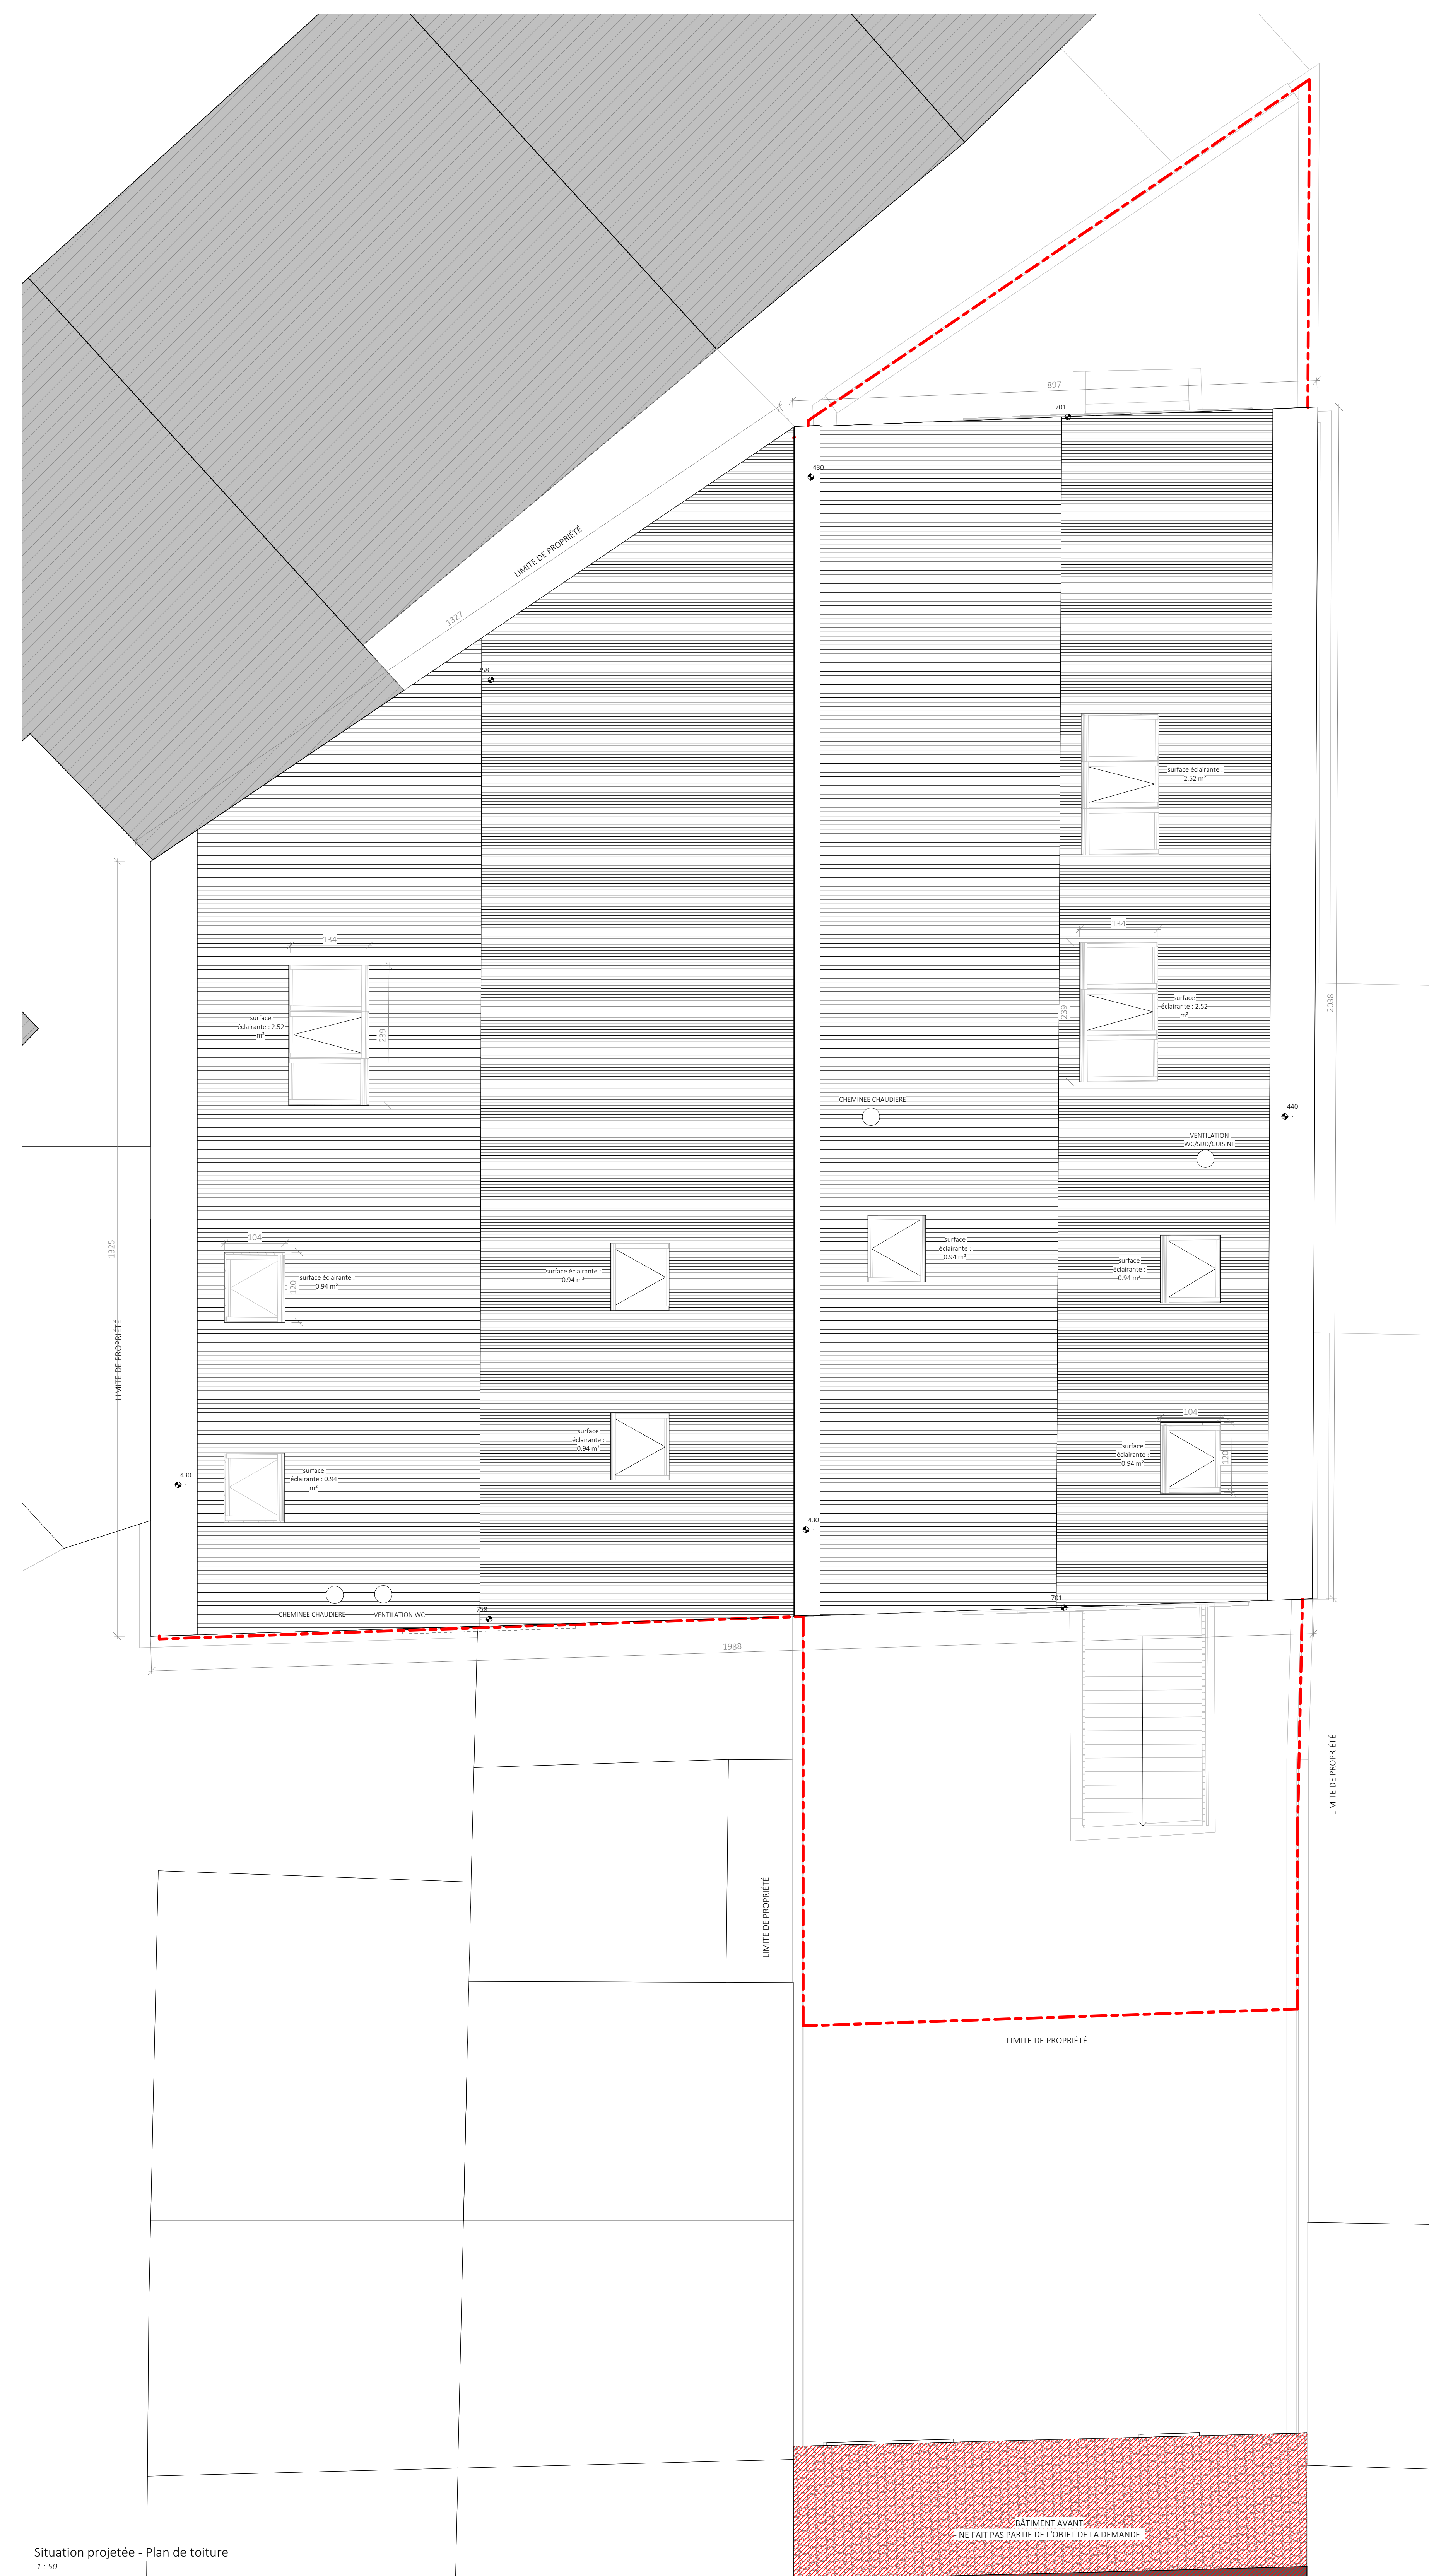 897
701
430
LIMITE DE PROPRIÉTÉ
1327
758
surface éclairante :
2.52 m²
134
134
239
surface
éclairante : 2.52
m²
239
surface
éclairante : 2.52
m²
2038
CHEMINEE CHAUDIERE
440
VENTILATION
WC/SDD/CUISINE
104
120
surface éclairante :
0.94 m²
surface éclairante :
0.94 m²
surface
éclairante :
0.94 m²
surface
éclairante :
0.94 m²
1325
LIMITE DE PROPRIÉTÉ
104
120
surface
éclairante :
0.94 m²
surface
éclairante :
0.94 m²
430
surface
éclairante : 0.94
m²
430
CHEMINEE CHAUDIERE
VENTILATION WC
758
701
1988
LIMITE DE PROPRIÉTÉ
LIMITE DE PROPRIÉTÉ
LIMITE DE PROPRIÉTÉ
BÂTIMENT AVANT
- NE FAIT PAS PARTIE DE L'OBJET DE LA DEMANDE -
Situation projetée - Plan de toiture
1 : 50